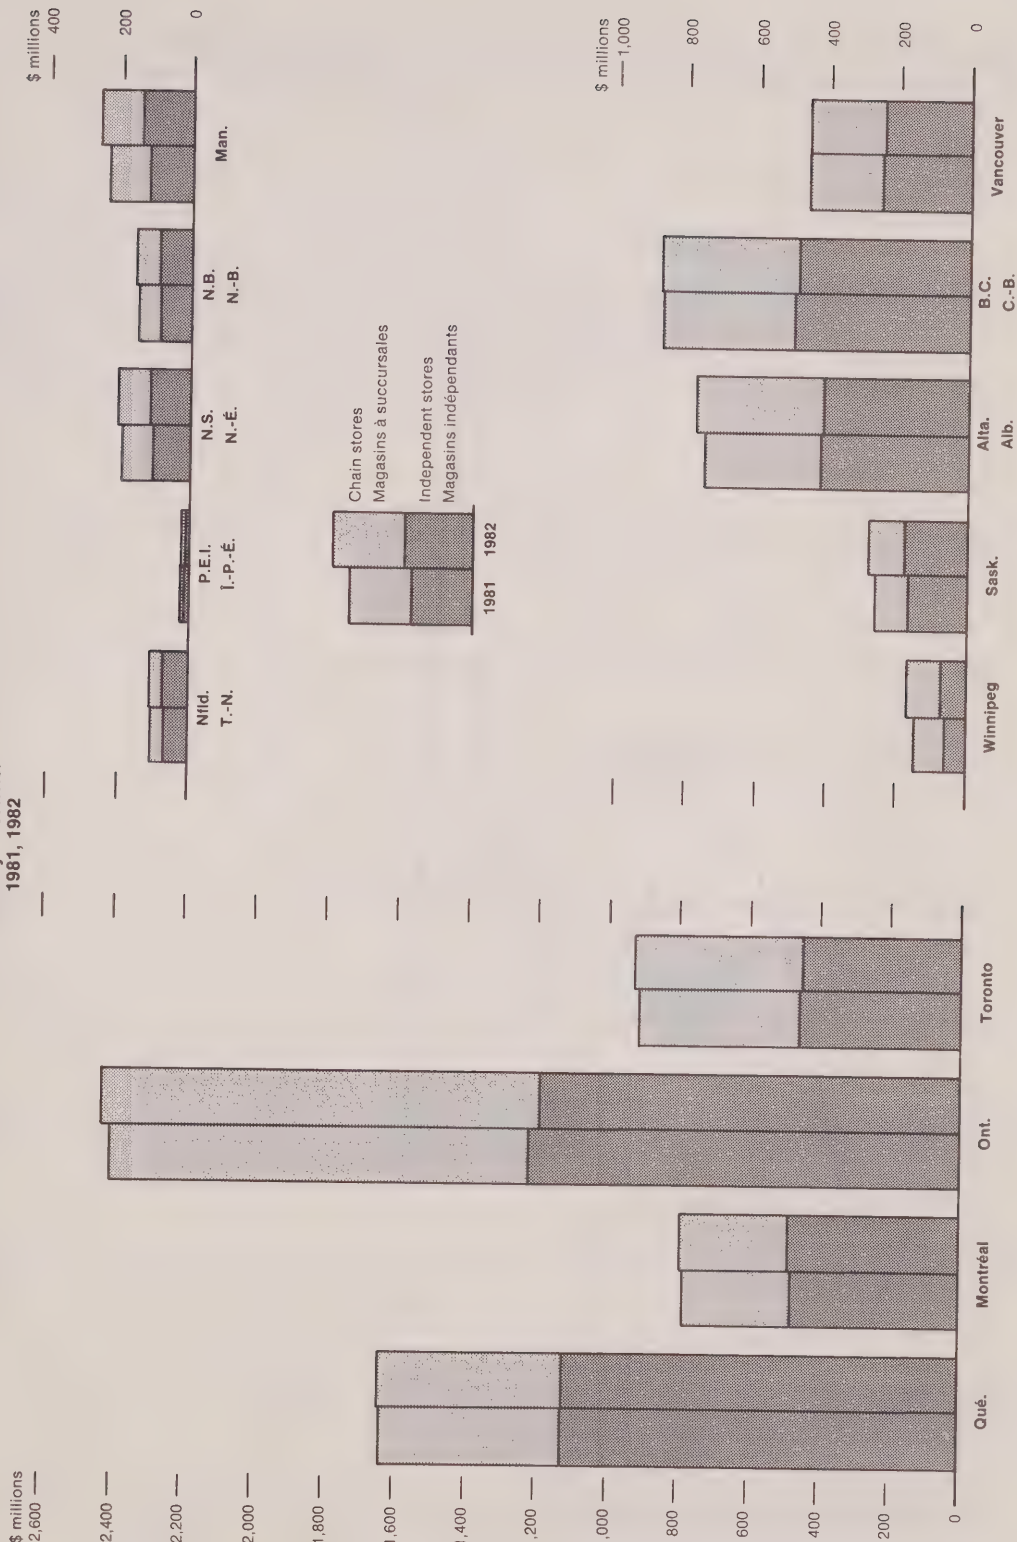 1981, 1982
$ millions
2,600
2,400
2,200
2,000
1,800
1,600
1,400
,200
,000
800
600
400
200
0
Qué.
Montréal
Ont.
Toronto
$ millions
400
200
0
Nfld.
T.-N.
P.E.I.
Î.-P.-É.
N.S.
N.-É.
N.B.
N.-B.
Man.
Chain stores
Magasins à succursales
Independent stores
Magasins indépendants
1981
1982
$ millions
1,000
800
600
400
200
0
Winnipeg
Sask.
Alta.
Alb.
B.C.
C.-B.
Vancouver